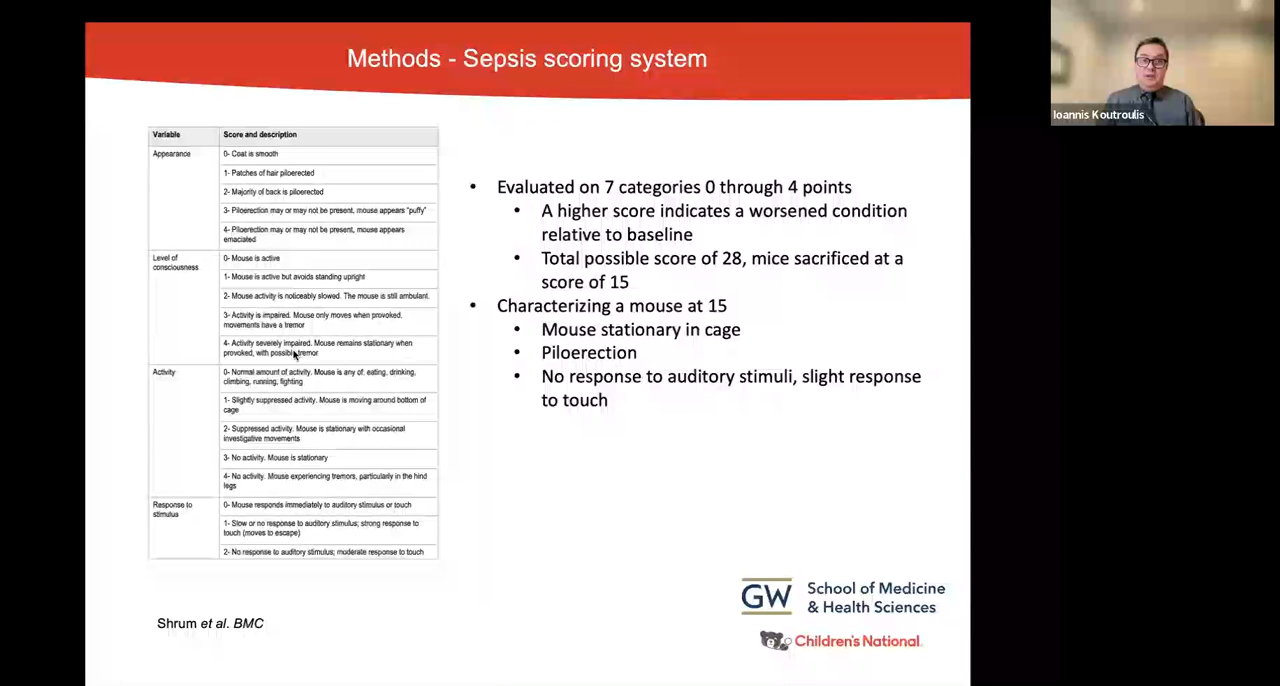 Methods - Sepsis scoring system
Ioannis Koutroulis
Variable Score and description
Appearance 0- Coat is smooth
1- Patches of hair piloerected
2- Majority of back is piloerected
3- Piloerection may or may not be present, mouse appears "puffy"
4- Piloerection may or may not be present, mouse appears
emaciated
Level of
consciousness
0- Mouse is active
1- Mouse is active but avoids standing upright
2- Mouse activity is noticeably slowed. The mouse is still ambulant.
3- Activity is impaired. Mouse only moves when provoked,
movements have a tremor
4- Activity severely impaired. Mouse remains stationary when
provoked, with possible tremor
Activity
0- Normal amount of activity. Mouse is any of: eating, drinking,
climbing, running, fighting
1- Slightly suppressed activity. Mouse is moving around bottom of
cage
2- Suppressed activity. Mouse is stationary with occasional
investigative movements
3- No activity. Mouse is stationary
4- No activity. Mouse experiencing tremors, particularly in the hind
legs
Response to
stimulus
0- Mouse responds immediately to auditory stimulus or touch
1- Slow or no response to auditory stimulus; strong response to
touch (moves to escape)
2- No response to auditory stimulus; moderate response to touch
• Evaluated on 7 categories 0 through 4 points
• A higher score indicates a worsened condition
relative to baseline
• Total possible score of 28, mice sacrificed at a
score of 15
• Characterizing a mouse at 15
• Mouse stationary in cage
• Piloerection
• No response to auditory stimuli, slight response
to touch
Shrum et al. BMC
GW School of Medicine
& Health Sciences
Children's National